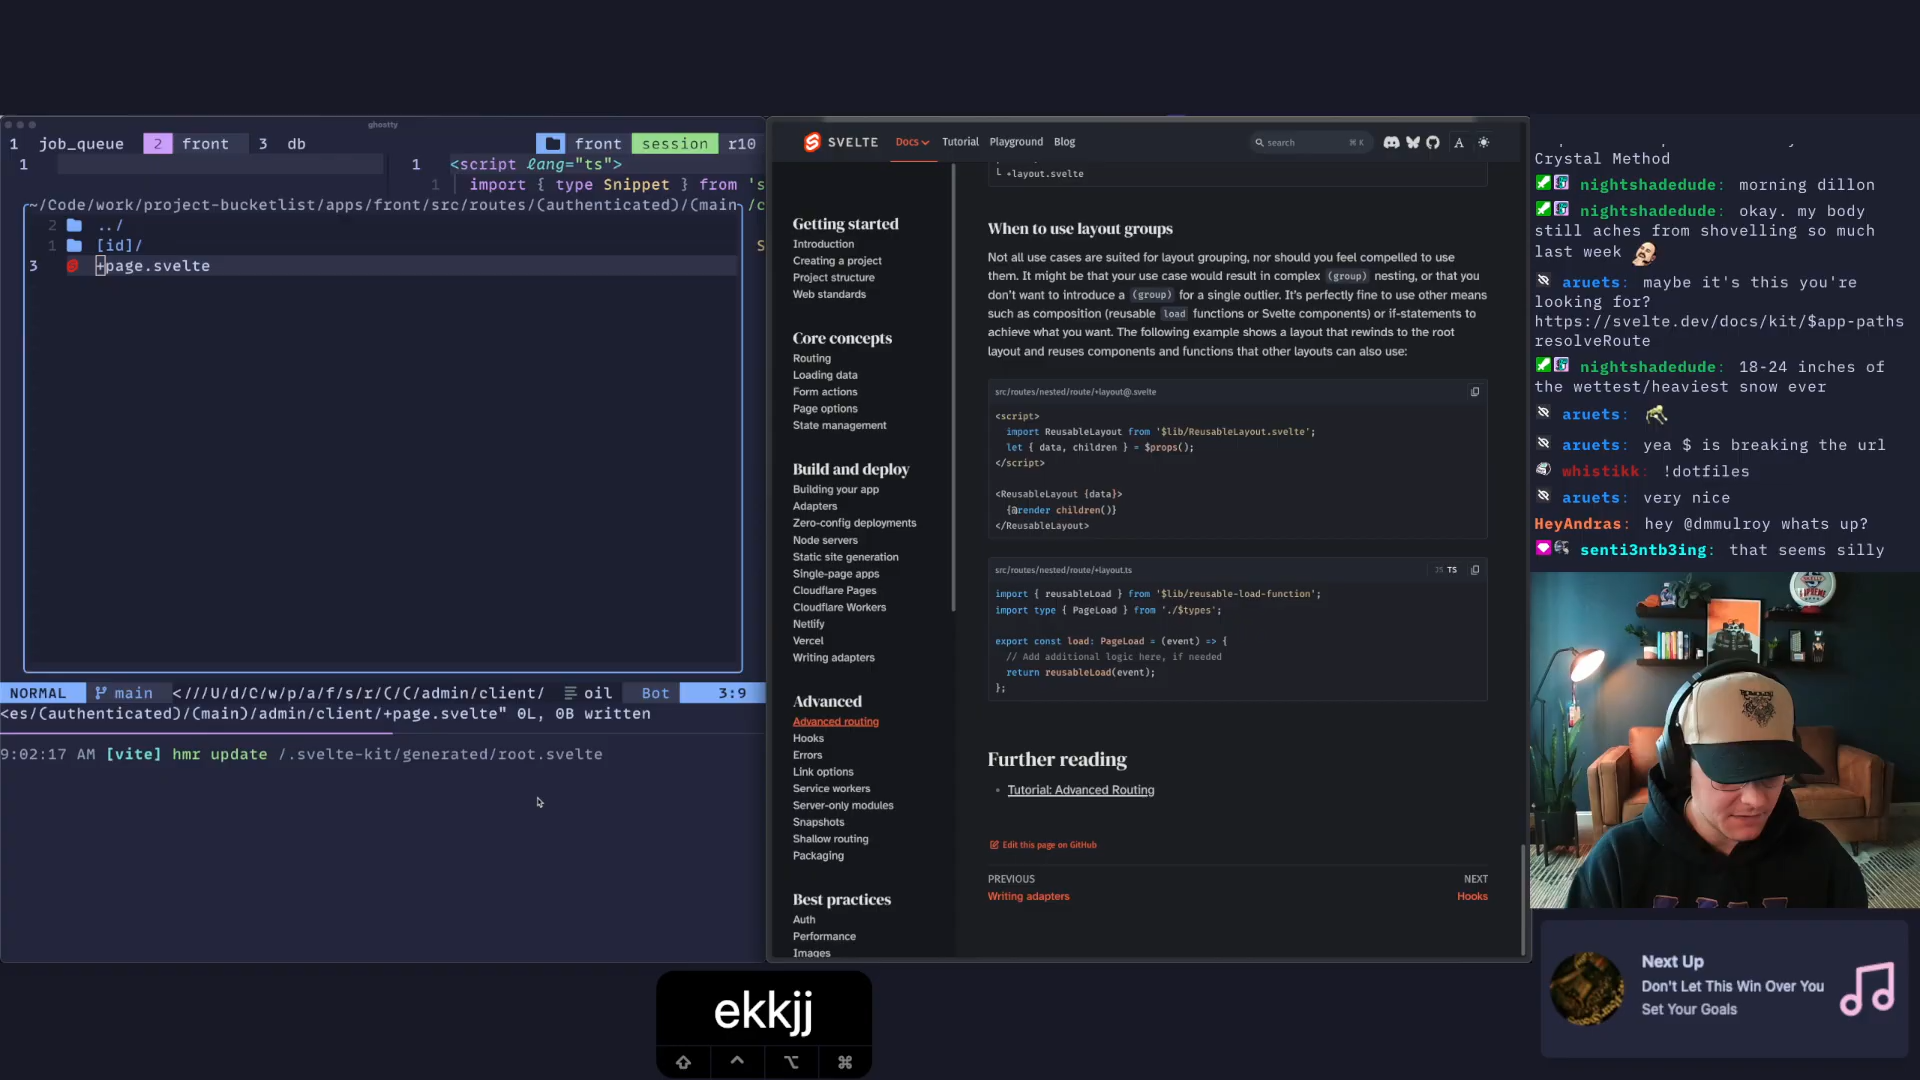 ghostty
1 job_queue 2 front 3 db front session r10
1
1 <script lang="ts">
1 import { type Snippet } from 's
~/Code/work/project-bucketlist/apps/front/src/routes/(authenticated)/(main /c
2 ../
1 [id]/
S
3 +page.svelte
NORMAL main <///U/d/C/w/p/a/f/s/r/(/(/admin/client/ oil Bot 3:9
<es/(authenticated)/(main)/admin/client/+page.svelte" 0L, 0B written
9:02:17 AM [vite] hmr update /.svelte-kit/generated/root.svelte
SVELTE Docs Tutorial Playground Blog search ⌘ K A
Getting started
Introduction
Creating a project
Project structure
Web standards
Core concepts
Routing
Loading data
Form actions
Page options
State management
Build and deploy
Building your app
Adapters
Zero-config deployments
Node servers
Static site generation
Single-page apps
Cloudflare Pages
Cloudflare Workers
Netlify
Vercel
Writing adapters
Advanced
Advanced routing
Hooks
Errors
Link options
Service workers
Server-only modules
Snapshots
Shallow routing
Packaging
Best practices
Auth
Performance
Images
└ +layout.svelte
When to use layout groups
Not all use cases are suited for layout grouping, nor should you feel compelled to use
them. It might be that your use case would result in complex (group) nesting, or that you
don't want to introduce a (group) for a single outlier. It's perfectly fine to use other means
such as composition (reusable load functions or Svelte components) or if-statements to
achieve what you want. The following example shows a layout that rewinds to the root
layout and reuses components and functions that other layouts can also use:
src/routes/nested/route/+layout@.svelte
<script>
import ReusableLayout from '$lib/ReusableLayout.svelte';
let { data, children } = $props();
</script>
<ReusableLayout {data}>
{@render children()}
</ReusableLayout>
src/routes/nested/route/+layout.ts JS TS
import { reusableLoad } from '$lib/reusable-load-function';
import type { PageLoad } from './$types';
export const load: PageLoad = (event) => {
// Add additional logic here, if needed
return reusableLoad(event);
};
Further reading
• Tutorial: Advanced Routing
Edit this page on GitHub
PREVIOUS NEXT
Writing adapters Hooks
Crystal Method
nightshadedude: morning dillon
nightshadedude: okay. my body
still aches from shovelling so much
last week
aruets: maybe it's this you're
looking for?
https://svelte.dev/docs/kit/$app-paths
resolveRoute
nightshadedude: 18-24 inches of
the wettest/heaviest snow ever
aruets:
aruets: yea $ is breaking the url
whistikk: !dotfiles
aruets: very nice
HeyAndras: hey @dmmulroy whats up?
senti3ntb3ing: that seems silly
Next Up
Don't Let This Win Over You
Set Your Goals
ekkjj
⇧ ^ ⌥ ⌘